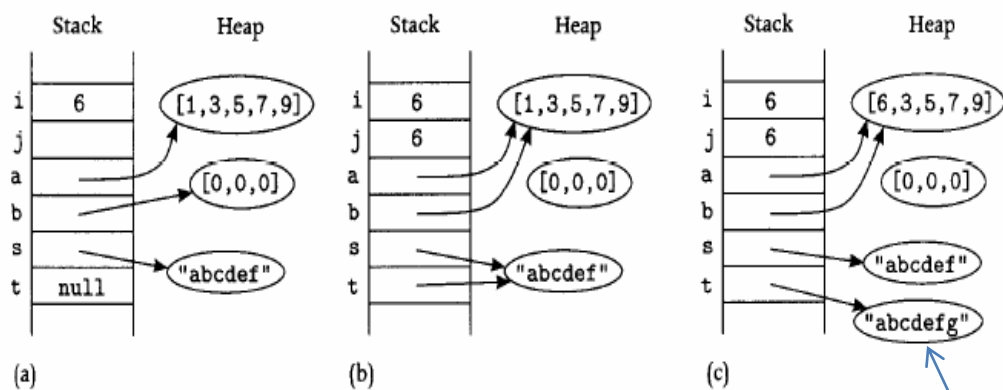 Stack Heap Stack Heap Stack Heap
i 6 [1,3,5,7,9] i 6 [1,3,5,7,9] i 6 [6,3,5,7,9]
j j 6 j 6
a [0,0,0] a [0,0,0] a [0,0,0]
b b b
s "abcdef" s "abcdef" s "abcdef"
t null t t "abcdefg"
(a) (b) (c)